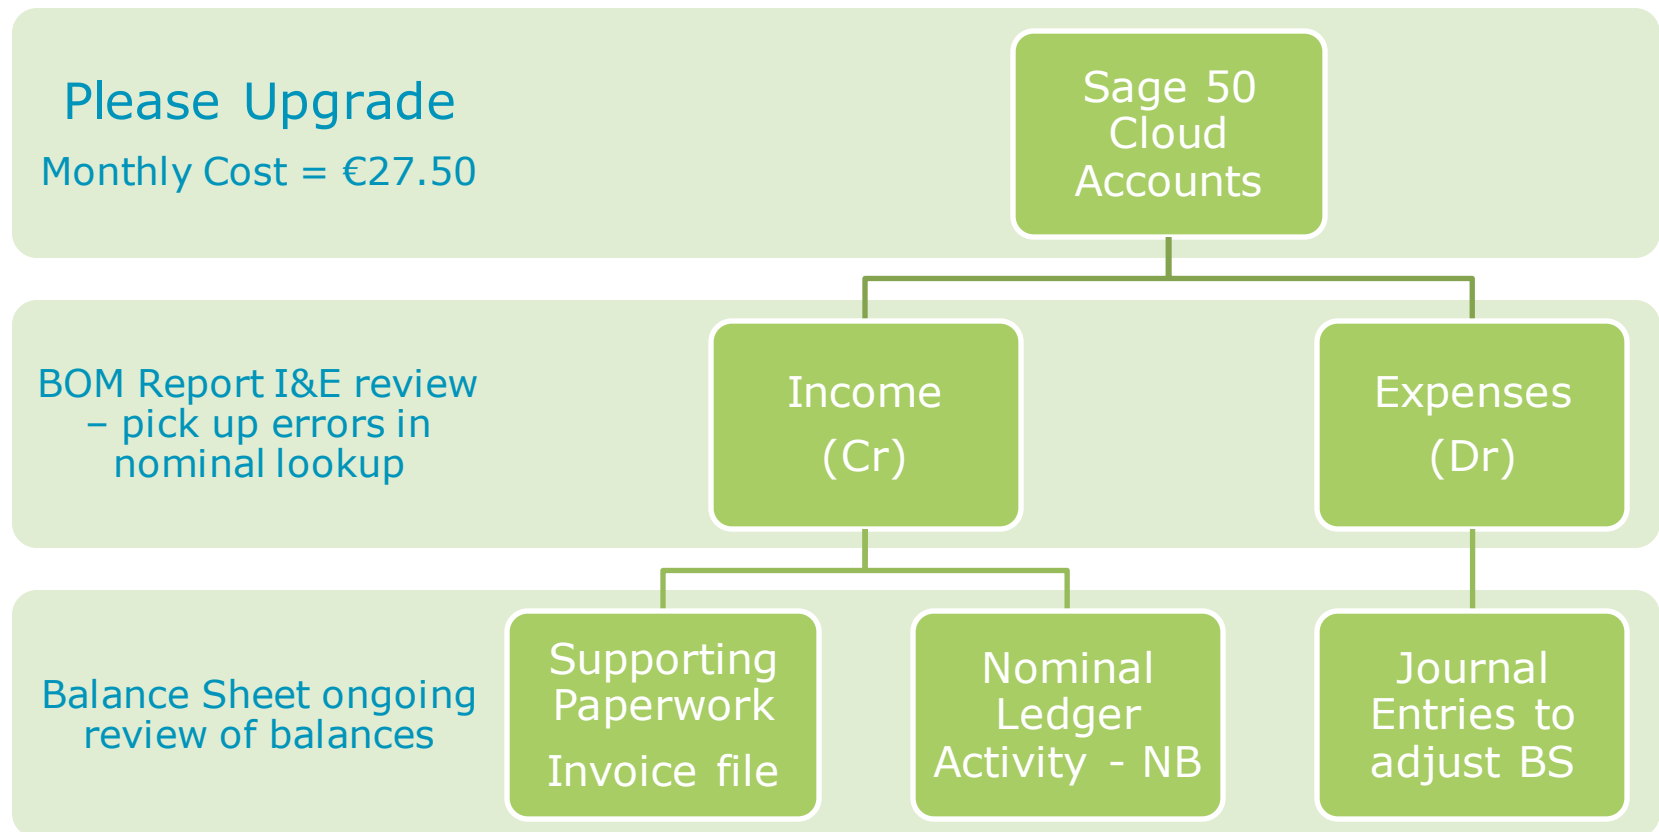 Please Upgrade
Monthly Cost = €27.50
Sage 50
Cloud
Accounts
BOM Report I&E review
– pick up errors in
nominal lookup
Income
(Cr)
Expenses
(Dr)
Balance Sheet ongoing
review of balances
Supporting
Paperwork
Invoice file
Nominal
Ledger
Activity - NB
Journal
Entries to
adjust BS